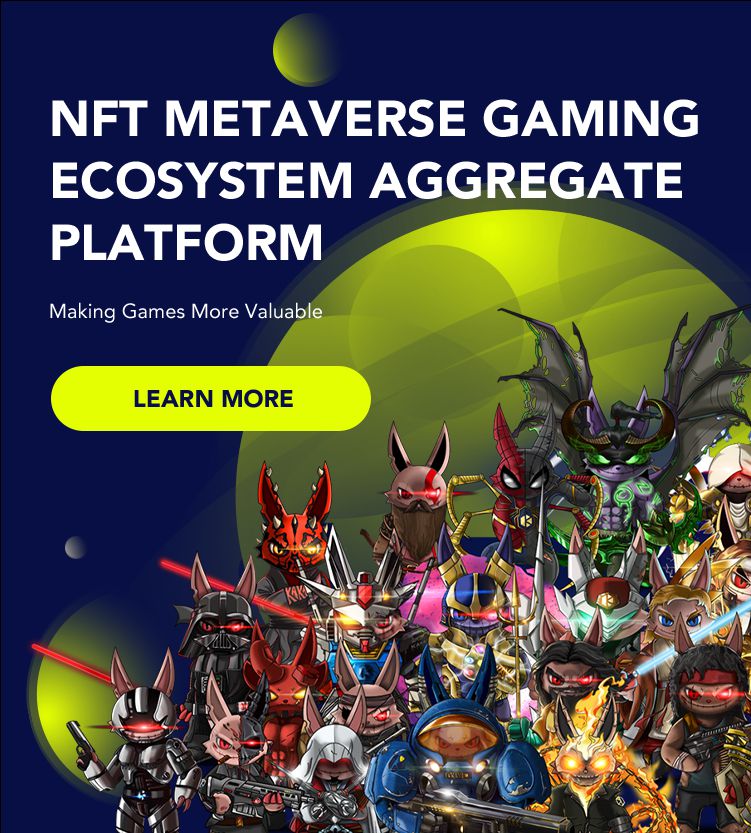 NFT METAVERSE GAMING
ECOSYSTEM AGGREGATE
PLATFORM
Making Games More Valuable
LEARN MORE